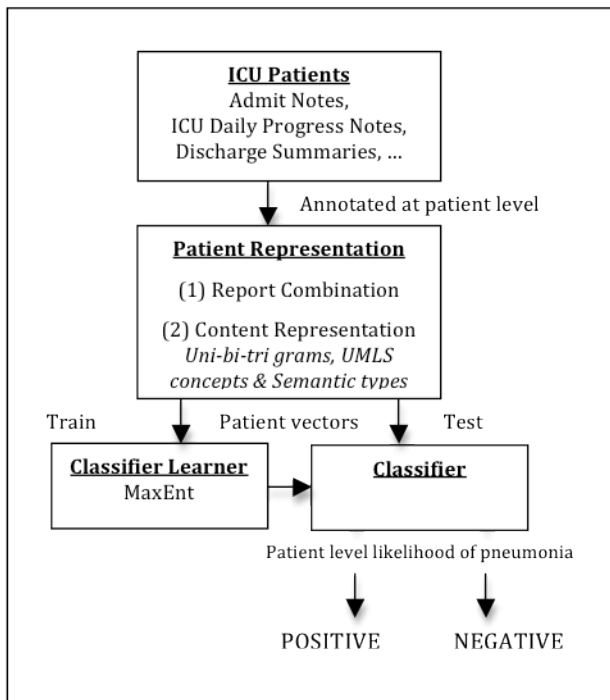 ICU Patients
Admit Notes,
ICU Daily Progress Notes,
Discharge Summaries, ...
Annotated at patient level
Patient Representation
(1) Report Combination
(2) Content Representation
Uni-bi-tri grams, UMLS
concepts & Semantic types
Train
Patient vectors
Test
Classifier Learner
MaxEnt
Classifier
Patient level likelihood of pneumonia
POSITIVE
NEGATIVE